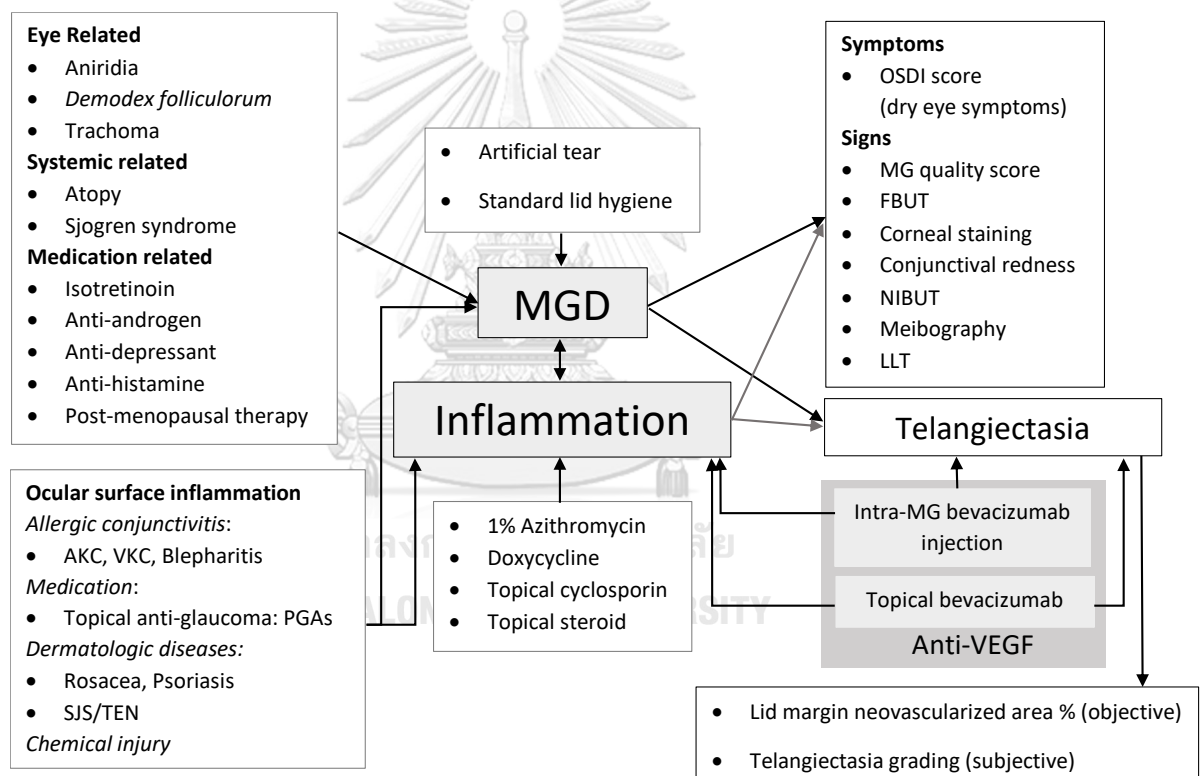 Eye Related
• Aniridia
• Demodex folliculorum
• Trachoma
Systemic related
• Atopy
• Sjogren syndrome
Medication related
• Isotretinoin
• Anti-androgen
• Anti-depressant
• Anti-histamine
• Post-menopausal therapy
Ocular surface inflammation
Allergic conjunctivitis:
• AKC, VKC, Blepharitis
Medication:
• Topical anti-glaucoma: PGAs
Dermatologic diseases:
• Rosacea, Psoriasis
• SJS/TEN
Chemical injury
• Artificial tear
• Standard lid hygiene
MGD
Inflammation
• 1% Azithromycin
• Doxycycline
• Topical cyclosporin
• Topical steroid
Symptoms
• OSDI score
(dry eye symptoms)
Signs
• MG quality score
• FBUT
• Corneal staining
• Conjunctival redness
• NIBUT
• Meibography
• LLT
Telangiectasia
Intra-MG bevacizumab
injection
Topical bevacizumab
Anti-VEGF
• Lid margin neovascularized area % (objective)
• Telangiectasia grading (subjective)